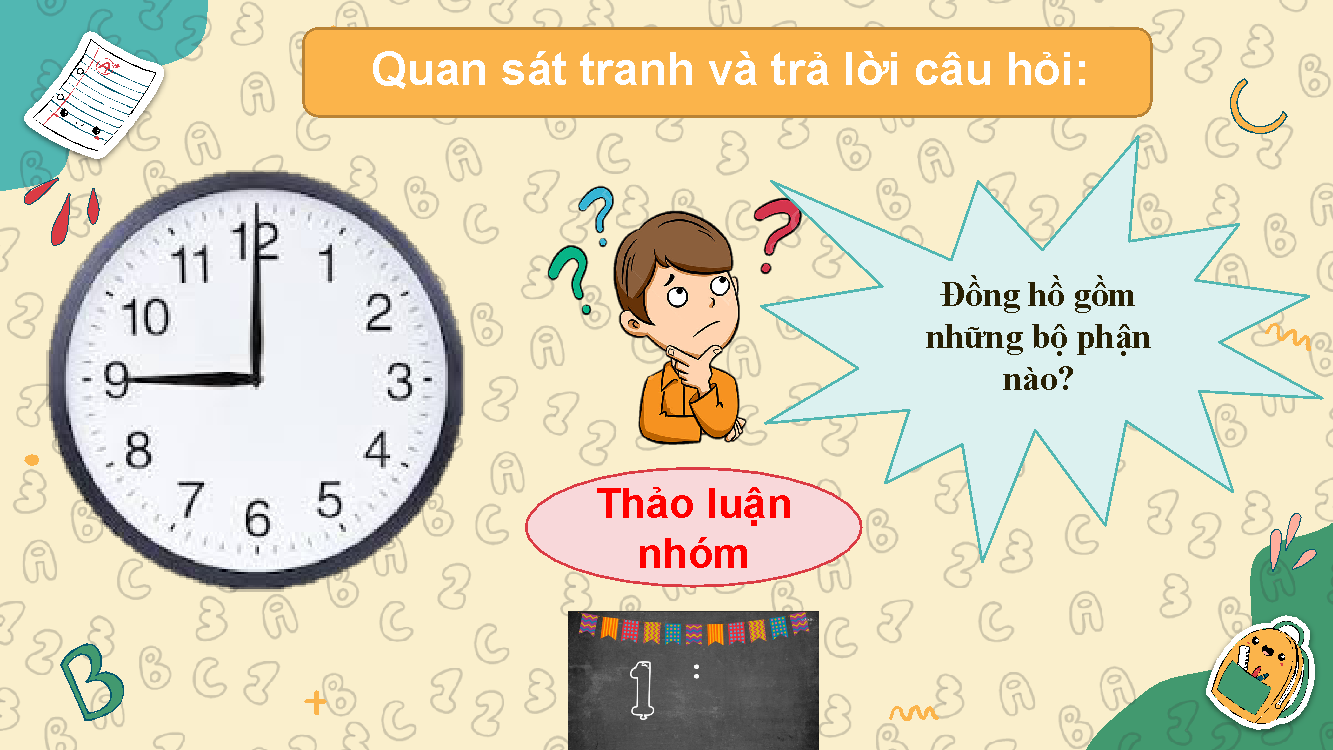 Quan sát tranh và trả lời câu hỏi:
12
11
1
10
2
9
3
8
4
7
5
6
Đồng hồ gồm
những bộ phận
nào?
Thảo luận
nhóm
1 :
B